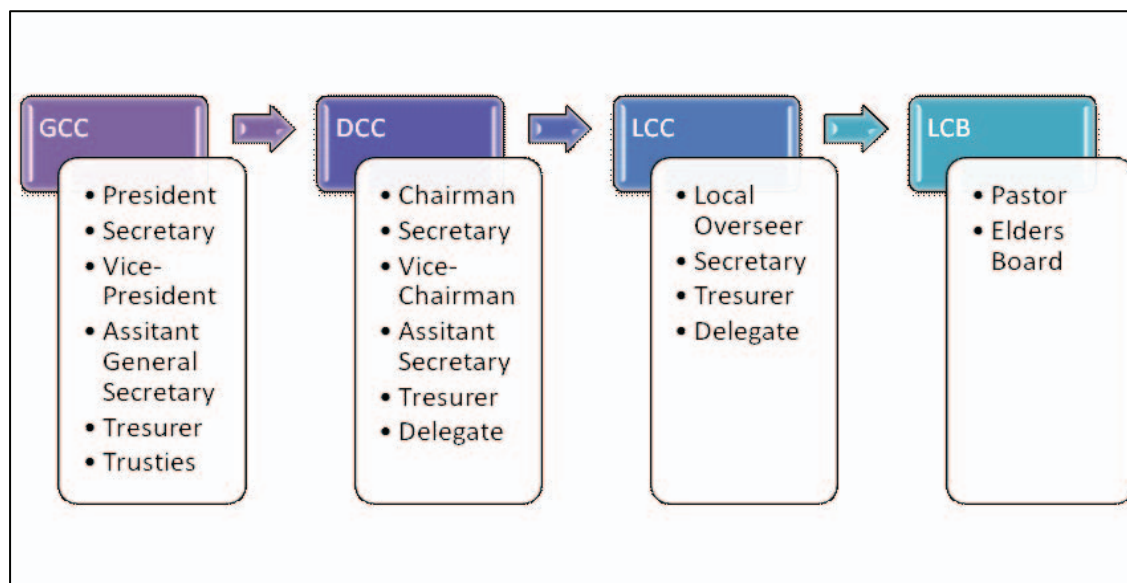 GCC
• President
• Secretary
• Vice-
President
• Assitant
General
Secretary
• Tresurer
• Trusties
DCC
• Chairman
• Secretary
• Vice-
Chairman
• Assitant
Secretary
• Tresurer
• Delegate
LCC
• Local
Overseer
• Secretary
• Tresurer
• Delegate
LCB
• Pastor
• Elders
Board